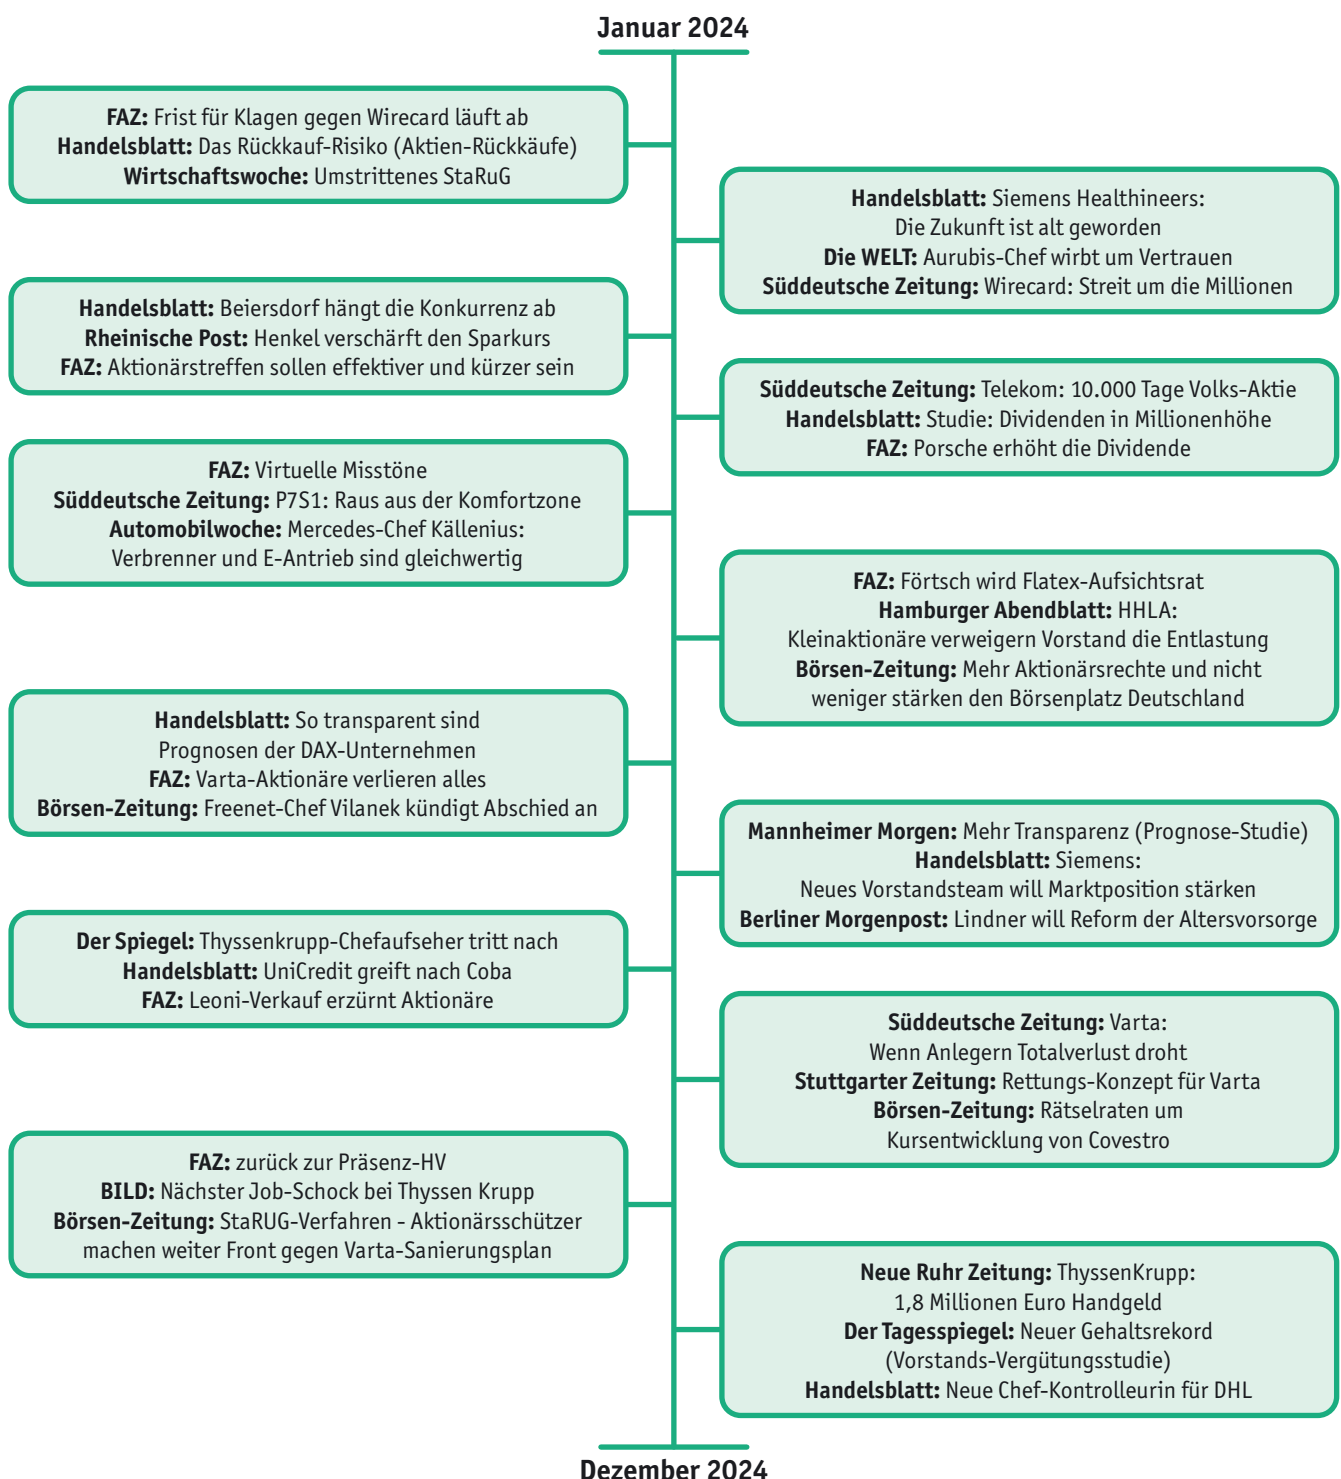 Januar 2024
FAZ: Frist für Klagen gegen Wirecard läuft ab
Handelsblatt: Das Rückkauf-Risiko (Aktien-Rückkäufe)
Wirtschaftswoche: Umstrittenes StaRuG
Handelsblatt: Siemens Healthineers:
Die Zukunft ist alt geworden
Die WELT: Aurubis-Chef wirbt um Vertrauen
Süddeutsche Zeitung: Wirecard: Streit um die Millionen
Handelsblatt: Beiersdorf hängt die Konkurrenz ab
Rheinische Post: Henkel verschärft den Sparkurs
FAZ: Aktionärstreffen sollen effektiver und kürzer sein
Süddeutsche Zeitung: Telekom: 10.000 Tage Volks-Aktie
Handelsblatt: Studie: Dividenden in Millionenhöhe
FAZ: Porsche erhöht die Dividende
FAZ: Virtuelle Misstöne
Süddeutsche Zeitung: P7S1: Raus aus der Komfortzone
Automobilwoche: Mercedes-Chef Källenius:
Verbrenner und E-Antrieb sind gleichwertig
FAZ: Förtsch wird Flatex-Aufsichtsrat
Hamburger Abendblatt: HHLA:
Kleinaktionäre verweigern Vorstand die Entlastung
Börsen-Zeitung: Mehr Aktionärsrechte und nicht
weniger stärken den Börsenplatz Deutschland
Handelsblatt: So transparent sind
Prognosen der DAX-Unternehmen
FAZ: Varta-Aktionäre verlieren alles
Börsen-Zeitung: Freenet-Chef Vilanek kündigt Abschied an
Mannheimer Morgen: Mehr Transparenz (Prognose-Studie)
Handelsblatt: Siemens:
Neues Vorstandsteam will Marktposition stärken
Berliner Morgenpost: Lindner will Reform der Altersvorsorge
Der Spiegel: Thyssenkrupp-Chefaufseher tritt nach
Handelsblatt: UniCredit greift nach Coba
FAZ: Leoni-Verkauf erzürnt Aktionäre
Süddeutsche Zeitung: Varta:
Wenn Anlegern Totalverlust droht
Stuttgarter Zeitung: Rettungs-Konzept für Varta
Börsen-Zeitung: Rätselraten um
Kursentwicklung von Covestro
FAZ: zurück zur Präsenz-HV
BILD: Nächster Job-Schock bei Thyssen Krupp
Börsen-Zeitung: StaRUG-Verfahren - Aktionärsschützer
machen weiter Front gegen Varta-Sanierungsplan
Neue Ruhr Zeitung: ThyssenKrupp:
1,8 Millionen Euro Handgeld
Der Tagesspiegel: Neuer Gehaltsrekord
(Vorstands-Vergütungsstudie)
Handelsblatt: Neue Chef-Kontrolleurin für DHL
Dezember 2024